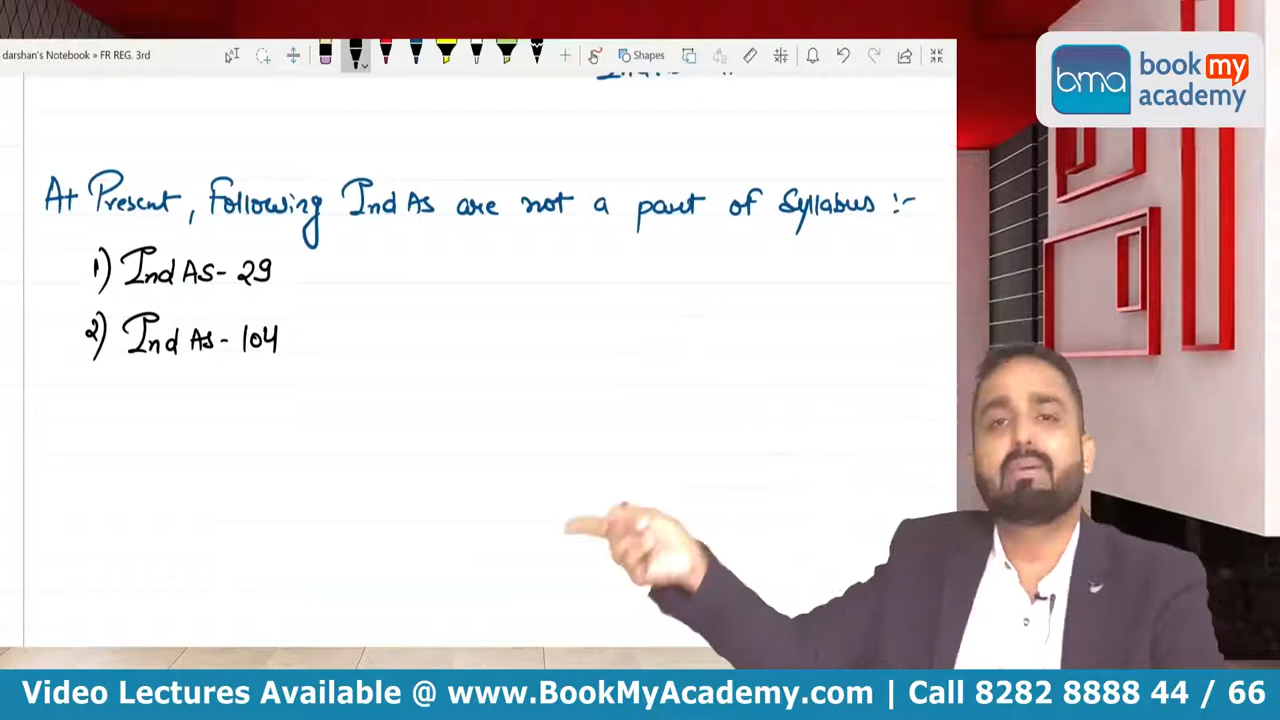 darshan's Notebook » FR REG. 3rd
Shapes
bma
book my
academy
At Present, Following Ind As are not a part of Syllabus :-
1) Ind AS - 29
2) Ind As - 104
Video Lectures Available @ www.BookMyAcademy.com | Call 8282 8888 44 / 66